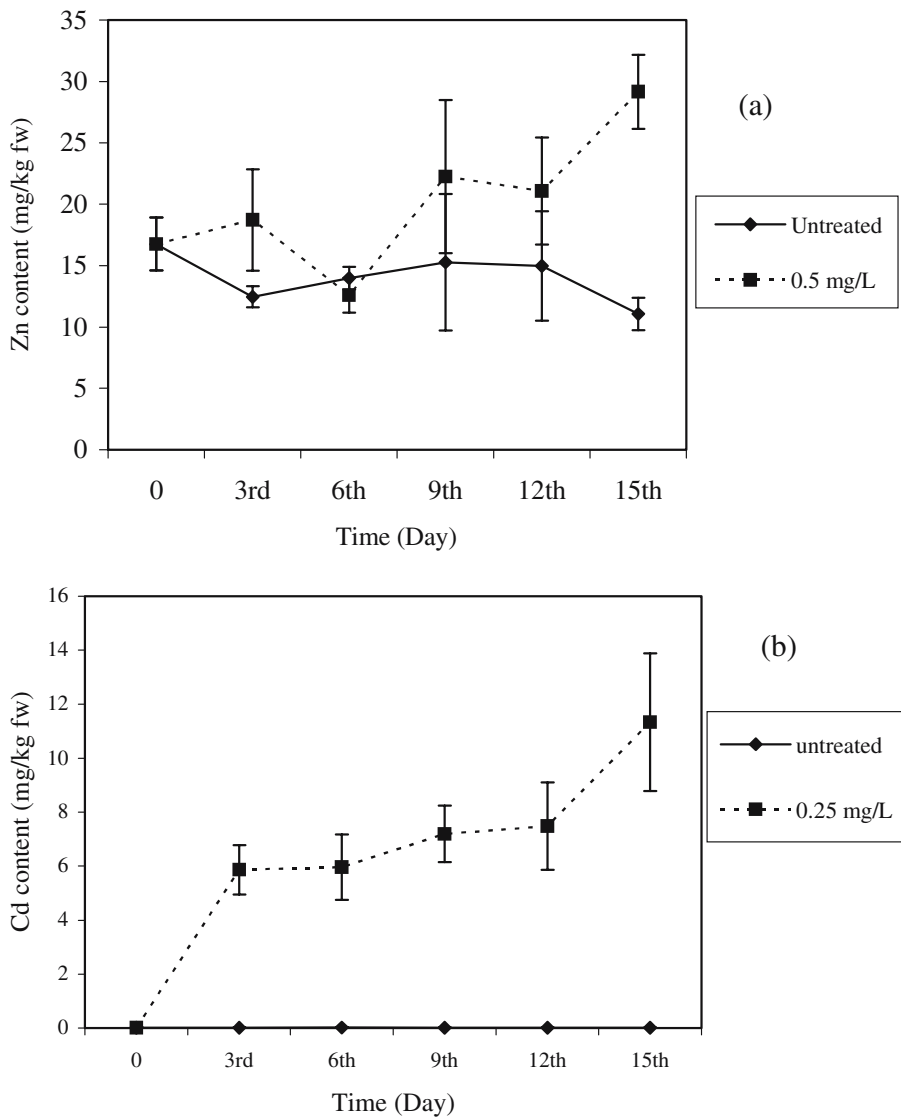 35
30
25
20
15
10
5
0
Zn content (mg/kg fw)
0 3rd 6th 9th 12th 15th
Time (Day)
(a)
Untreated
0.5 mg/L
16
14
12
10
8
6
4
2
0
Cd content (mg/kg fw)
0 3rd 6th 9th 12th 15th
Time (Day)
(b)
untreated
0.25 mg/L